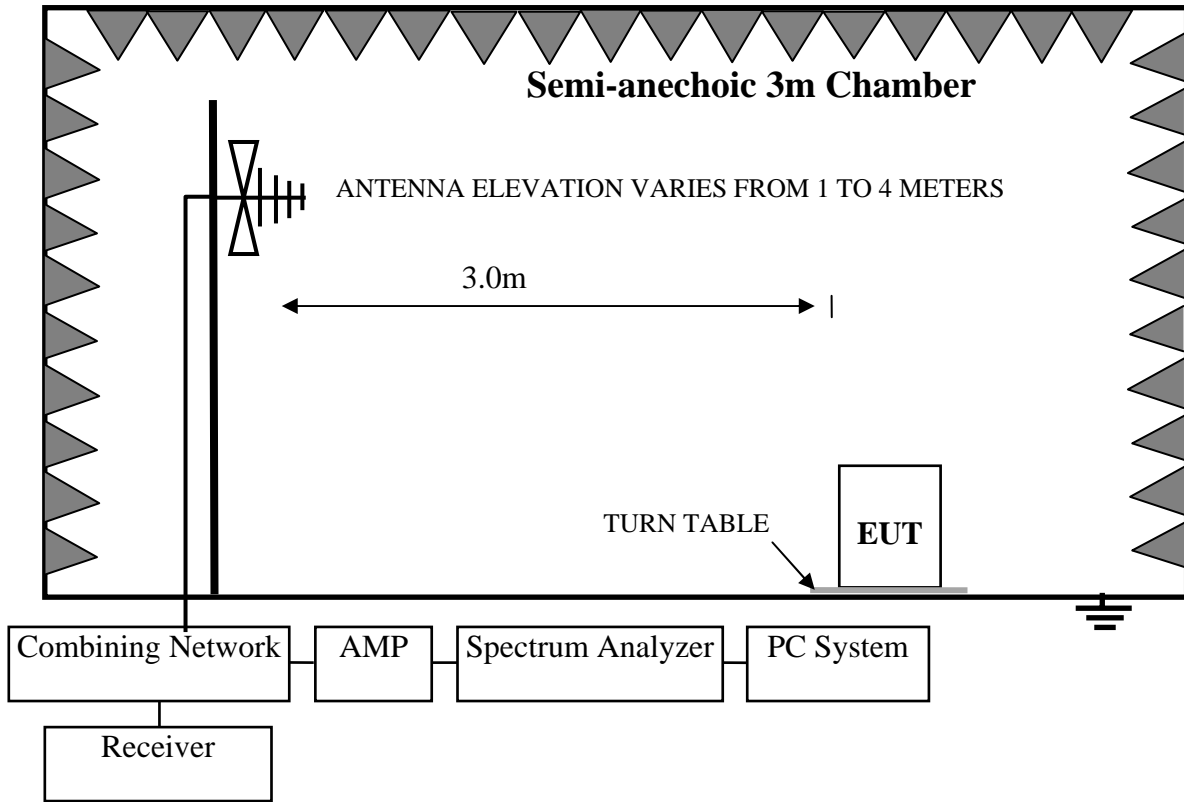 Semi-anechoic 3m Chamber
ANTENNA ELEVATION VARIES FROM 1 TO 4 METERS
3.0m
TURN TABLE
EUT
Combining Network
AMP
Spectrum Analyzer
PC System
Receiver